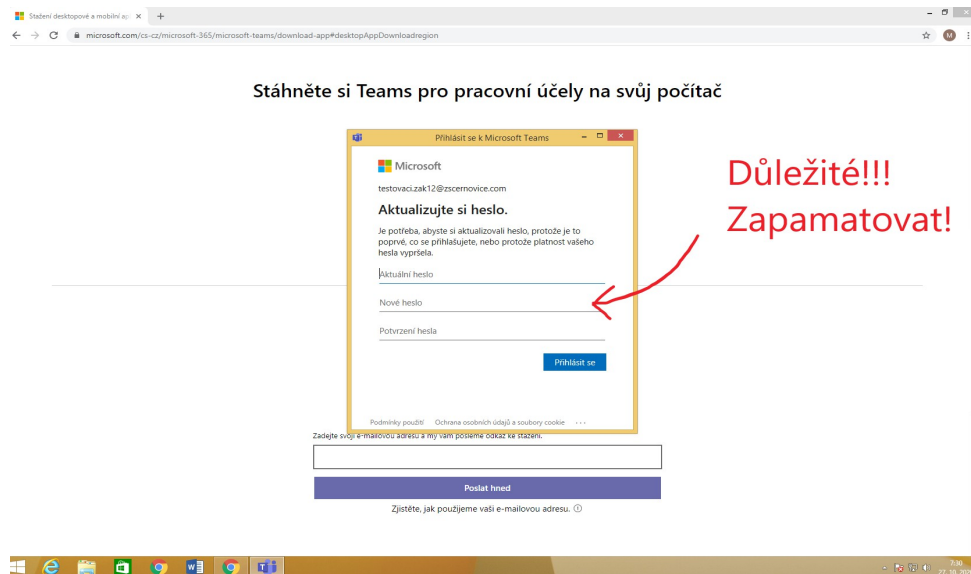 Stažení desktopové a mobilní apl
microsoft.com/cs-cz/microsoft-365/microsoft-teams/download-app#desktopAppDownloadregion
M
Stáhněte si Teams pro pracovní účely na svůj počítač
Přihlásit se k Microsoft Teams
Microsoft
testovaci.zak12@zscernovice.com
Aktualizujte si heslo.
Je potřeba, abyste si aktualizovali heslo, protože je to
poprvé, co se přihlašujete, nebo protože platnost vašeho
hesla vypršela.
Aktuální heslo
Nové heslo
Potvrzení hesla
Přihlásit se
Podmínky použití Ochrana osobních údajů a soubory cookie ...
Důležité!!!
Zapamatovat!
Zadejte svoji e-mailovou adresu a my vám pošleme odkaz ke stažení.
Poslat hned
Zjistěte, jak použijeme vaši e-mailovou adresu.
7:30
27. 10.